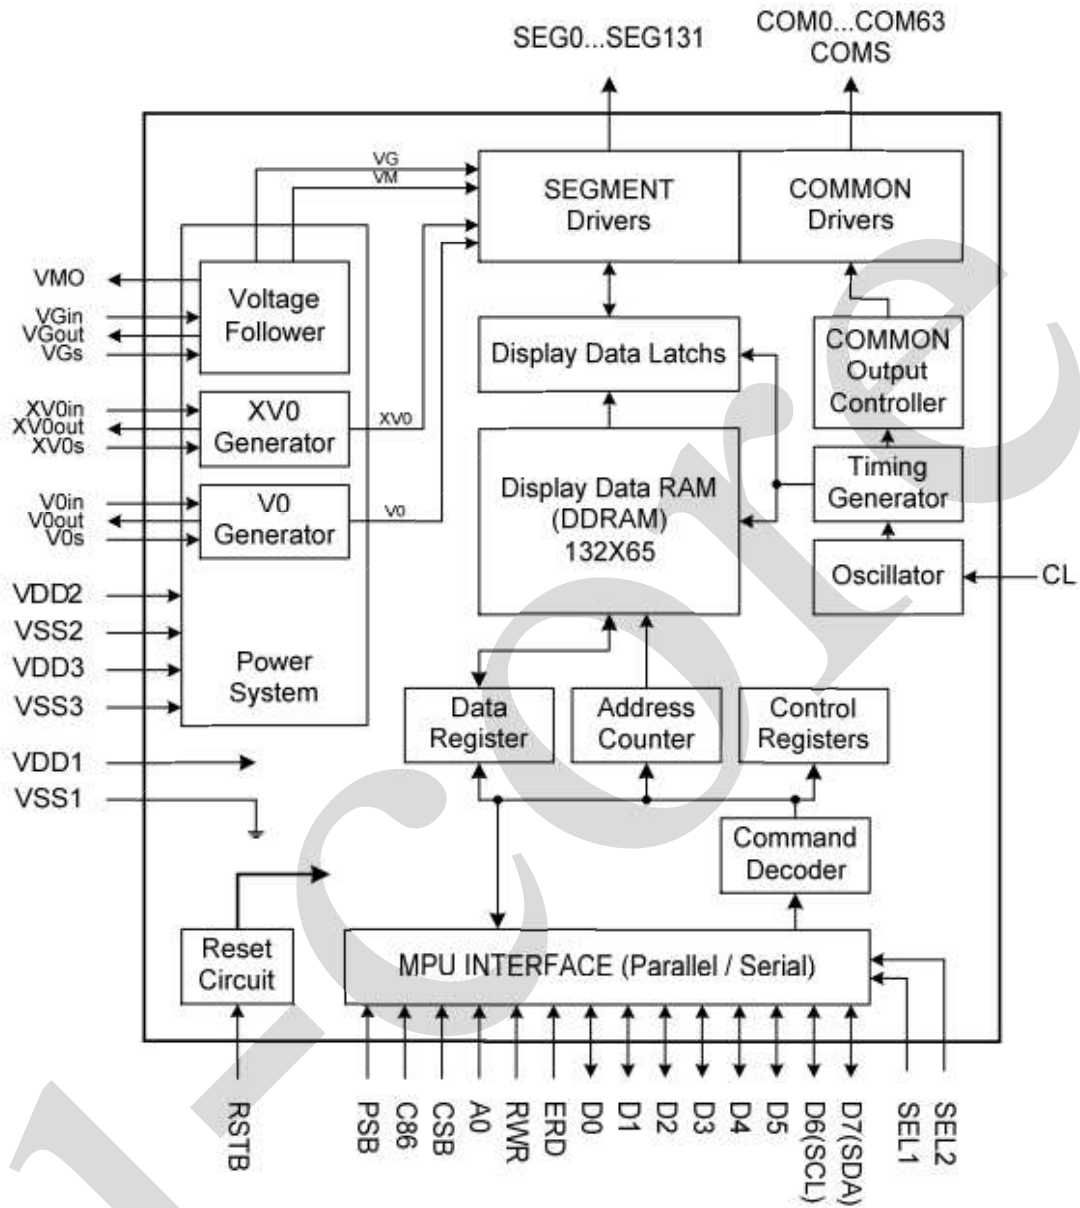 SEG0...SEG131
COM0...COM63
COMS
VG
VM
SEGMENT
Drivers
COMMON
Drivers
VMO
VGin
VGout
VGs
Voltage
Follower
Display Data Latchs
COMMON
Output
Controller
XV0in
XV0out
XV0s
XV0
Generator
XV0
V0in
V0out
V0s
V0
Generator
V0
Display Data RAM
(DDRAM)
132X65
Timing
Generator
Oscillator
CL
VDD2
VSS2
VDD3
VSS3
Power
System
Data
Register
Address
Counter
Control
Registers
VDD1
VSS1
Command
Decoder
Reset
Circuit
MPU INTERFACE (Parallel / Serial)
RSTB
PSB
C86
CSB
A0
RWR
ERD
D0
D1
D2
D3
D4
D5
D6(SCL)
D7(SDA)
SEL1
SEL2